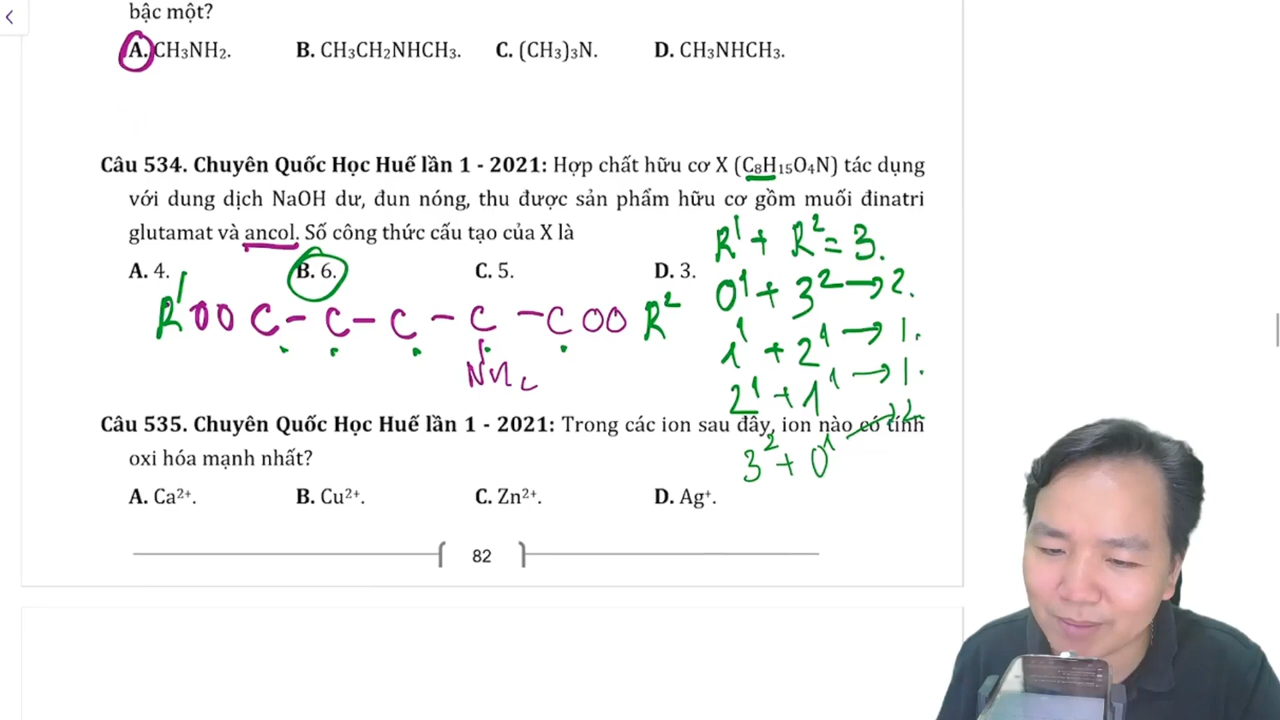 bậc một?
A. CH₃NH₂. B. CH₃CH₂NHCH₃. C. (CH₃)₃N. D. CH₃NHCH₃.
Câu 534. Chuyên Quốc Học Huế lần 1 - 2021: Hợp chất hữu cơ X (C₈H₁₅O₄N) tác dụng
với dung dịch NaOH dư, đun nóng, thu được sản phẩm hữu cơ gồm muối đinatri
glutamat và ancol. Số công thức cấu tạo của X là
R¹ + R² = 3.
A. 4. B. 6. C. 5. D. 3.
0¹ + 3² → 2.
R¹OOC - C - C - C - COOR²
NH₂
1¹ + 2¹ → 1.
2¹ + 1¹ → 1.
Câu 535. Chuyên Quốc Học Huế lần 1 - 2021: Trong các ion sau đây, ion nào có tính
oxi hóa mạnh nhất?
3² + 0¹ → 2
A. Ca²⁺. B. Cu²⁺. C. Zn²⁺. D. Ag⁺.
82